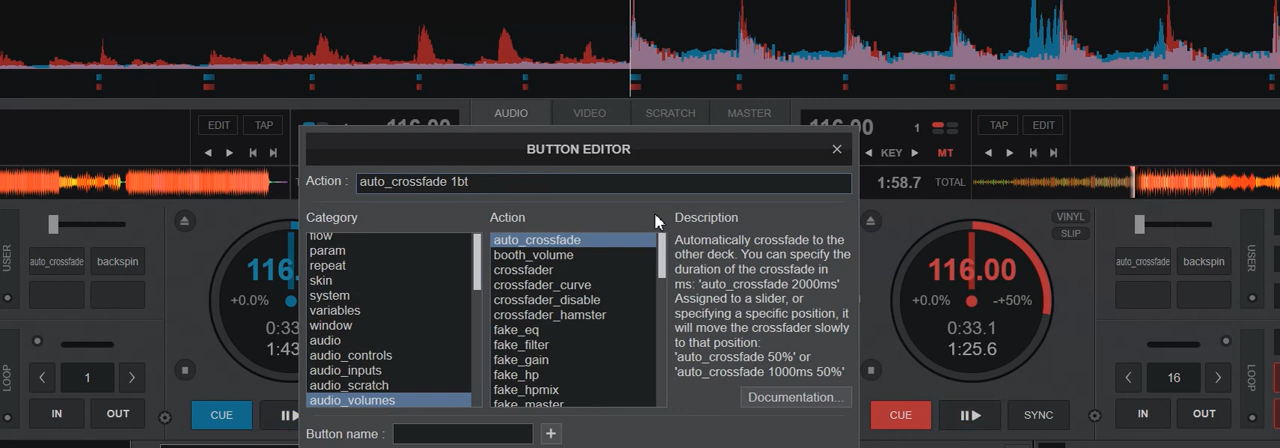 AUDIO VIDEO SCRATCH MASTER
EDIT TAP
1 TAP EDIT
KEY MT
BUTTON EDITOR
Action : auto_crossfade 1bt
1:58.7 TOTAL
Category Action Description
flow
param
repeat
skin
system
variables
window
audio
audio_controls
audio_inputs
audio_scratch
audio_volumes
auto_crossfade
booth_volume
crossfader
crossfader_curve
crossfader_disable
crossfader_hamster
fake_eq
fake_filter
fake_gain
fake_hp
fake_hpmix
fake_master
Automatically crossfade to the
other deck. You can specify the
duration of the crossfade in
ms: 'auto_crossfade 2000ms'
Assigned to a slider, or
specifying a specific position, it
will move the crossfader slowly
to that position:
'auto_crossfade 50%' or
'auto_crossfade 1000ms 50%'
Documentation...
Button name :
USER
auto_crossfade backspin
116.
+0.0%
0:33
1:43
LOOP
1
IN OUT
CUE
VINYL
SLIP
116.00
+0.0% -+50%
0:33.1
1:25.6
CUE SYNC
auto_crossfade backspin
USER
16
IN OUT
LOOP